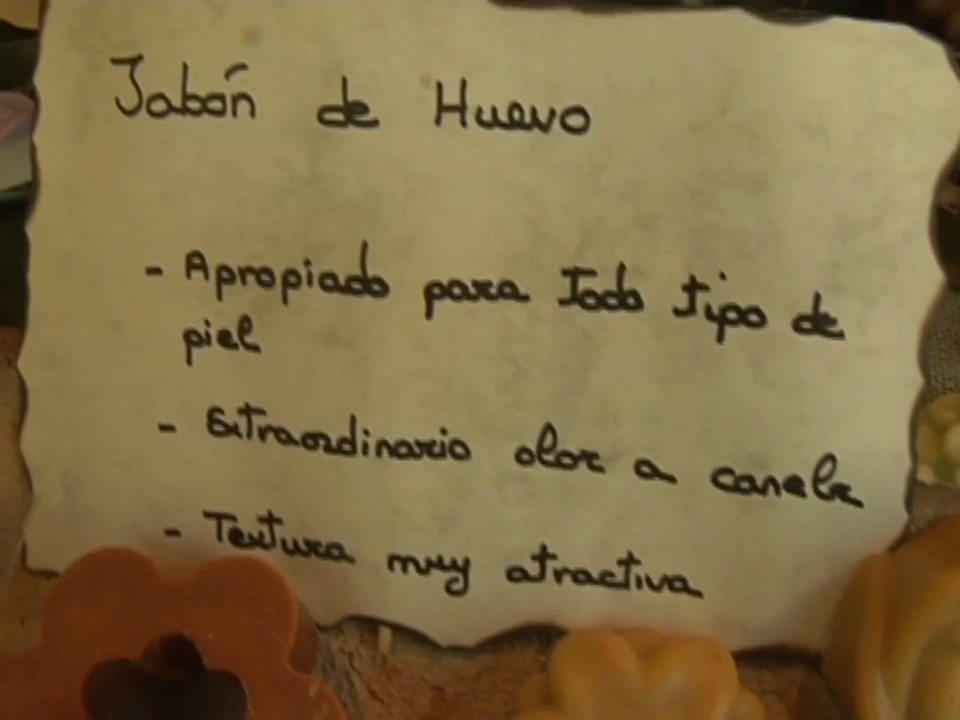 Jabón de Huevo
- Apropiado para Todo tipo de
piel
- Extraordinario olor a canela
- Textura muy atractiva